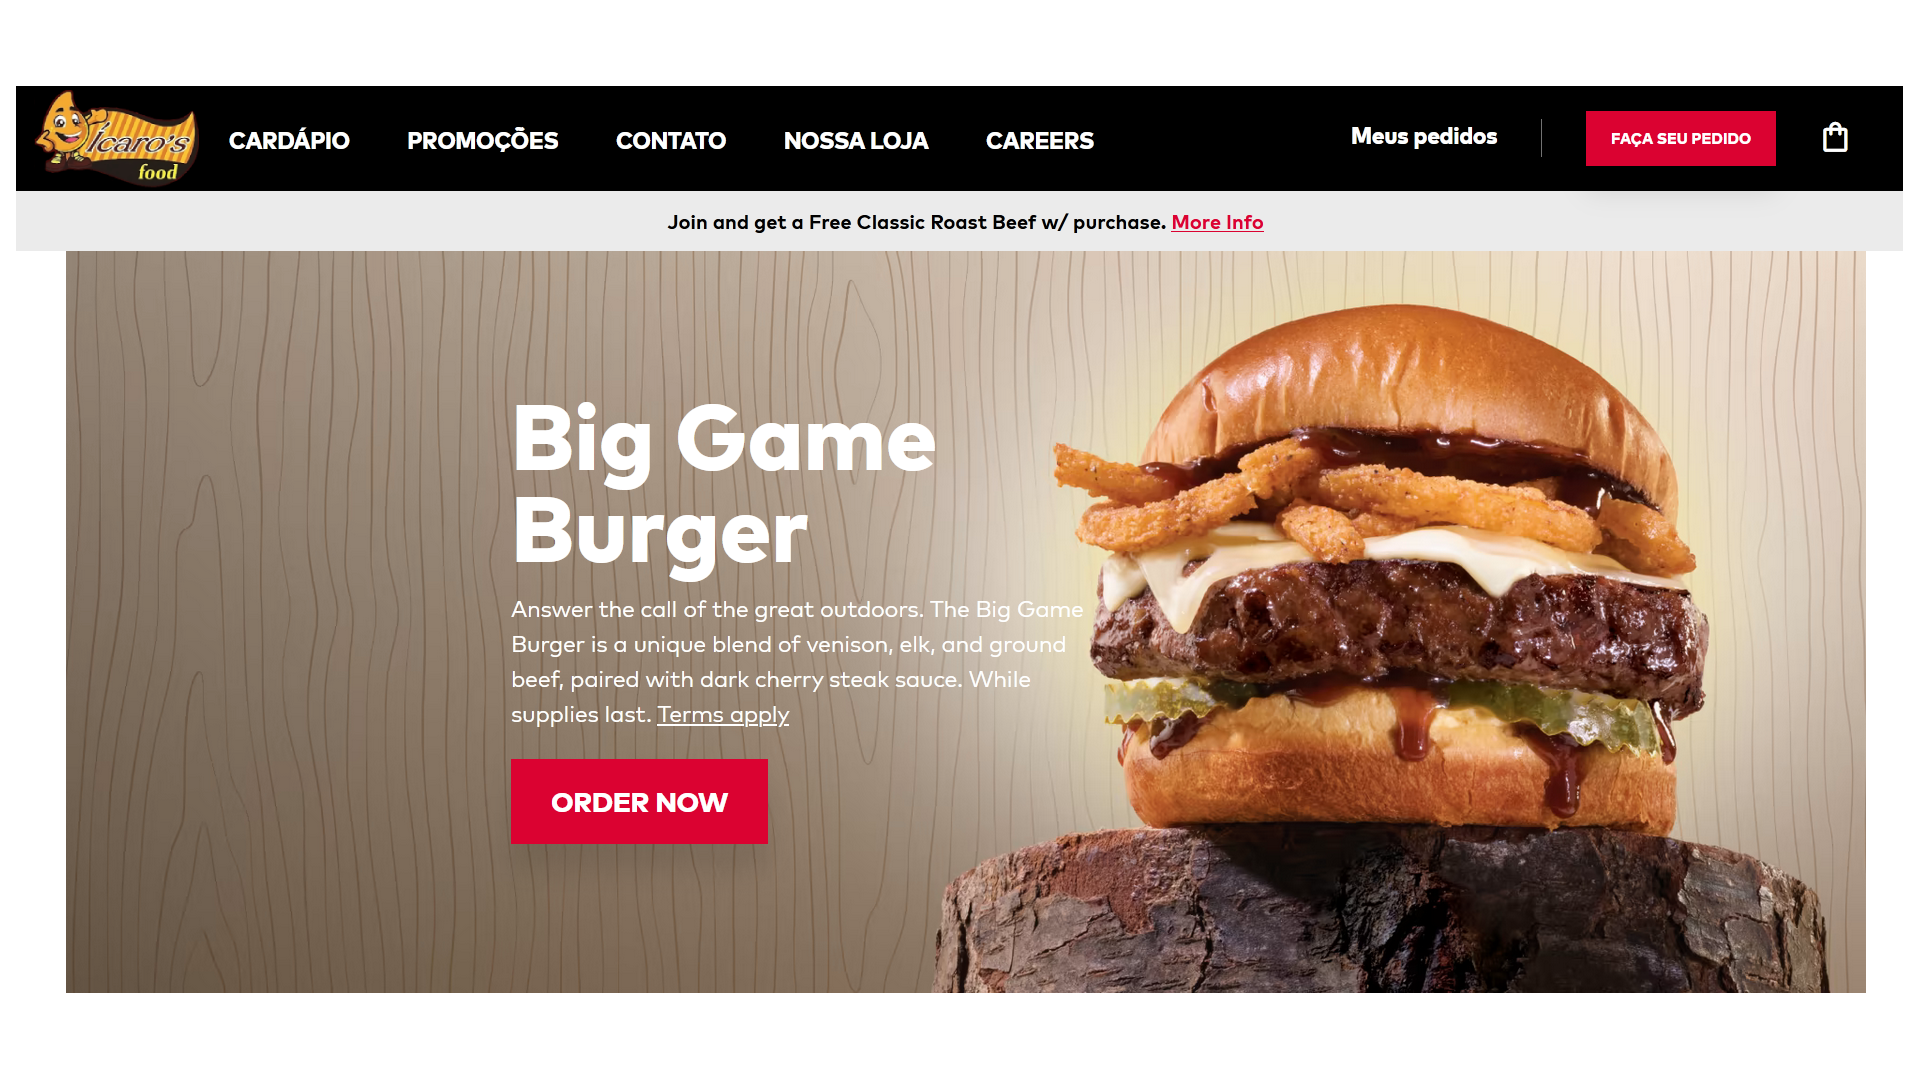 Ícaro's
food
CARDÁPIO
PROMOÇÕES
CONTATO
NOSSA LOJA
CAREERS
Meus pedidos
FAÇA SEU PEDIDO
Join and get a Free Classic Roast Beef w/ purchase. More Info
Big Game
Burger
Answer the call of the great outdoors. The Big Game
Burger is a unique blend of venison, elk, and ground
beef, paired with dark cherry steak sauce. While
supplies last. Terms apply
ORDER NOW